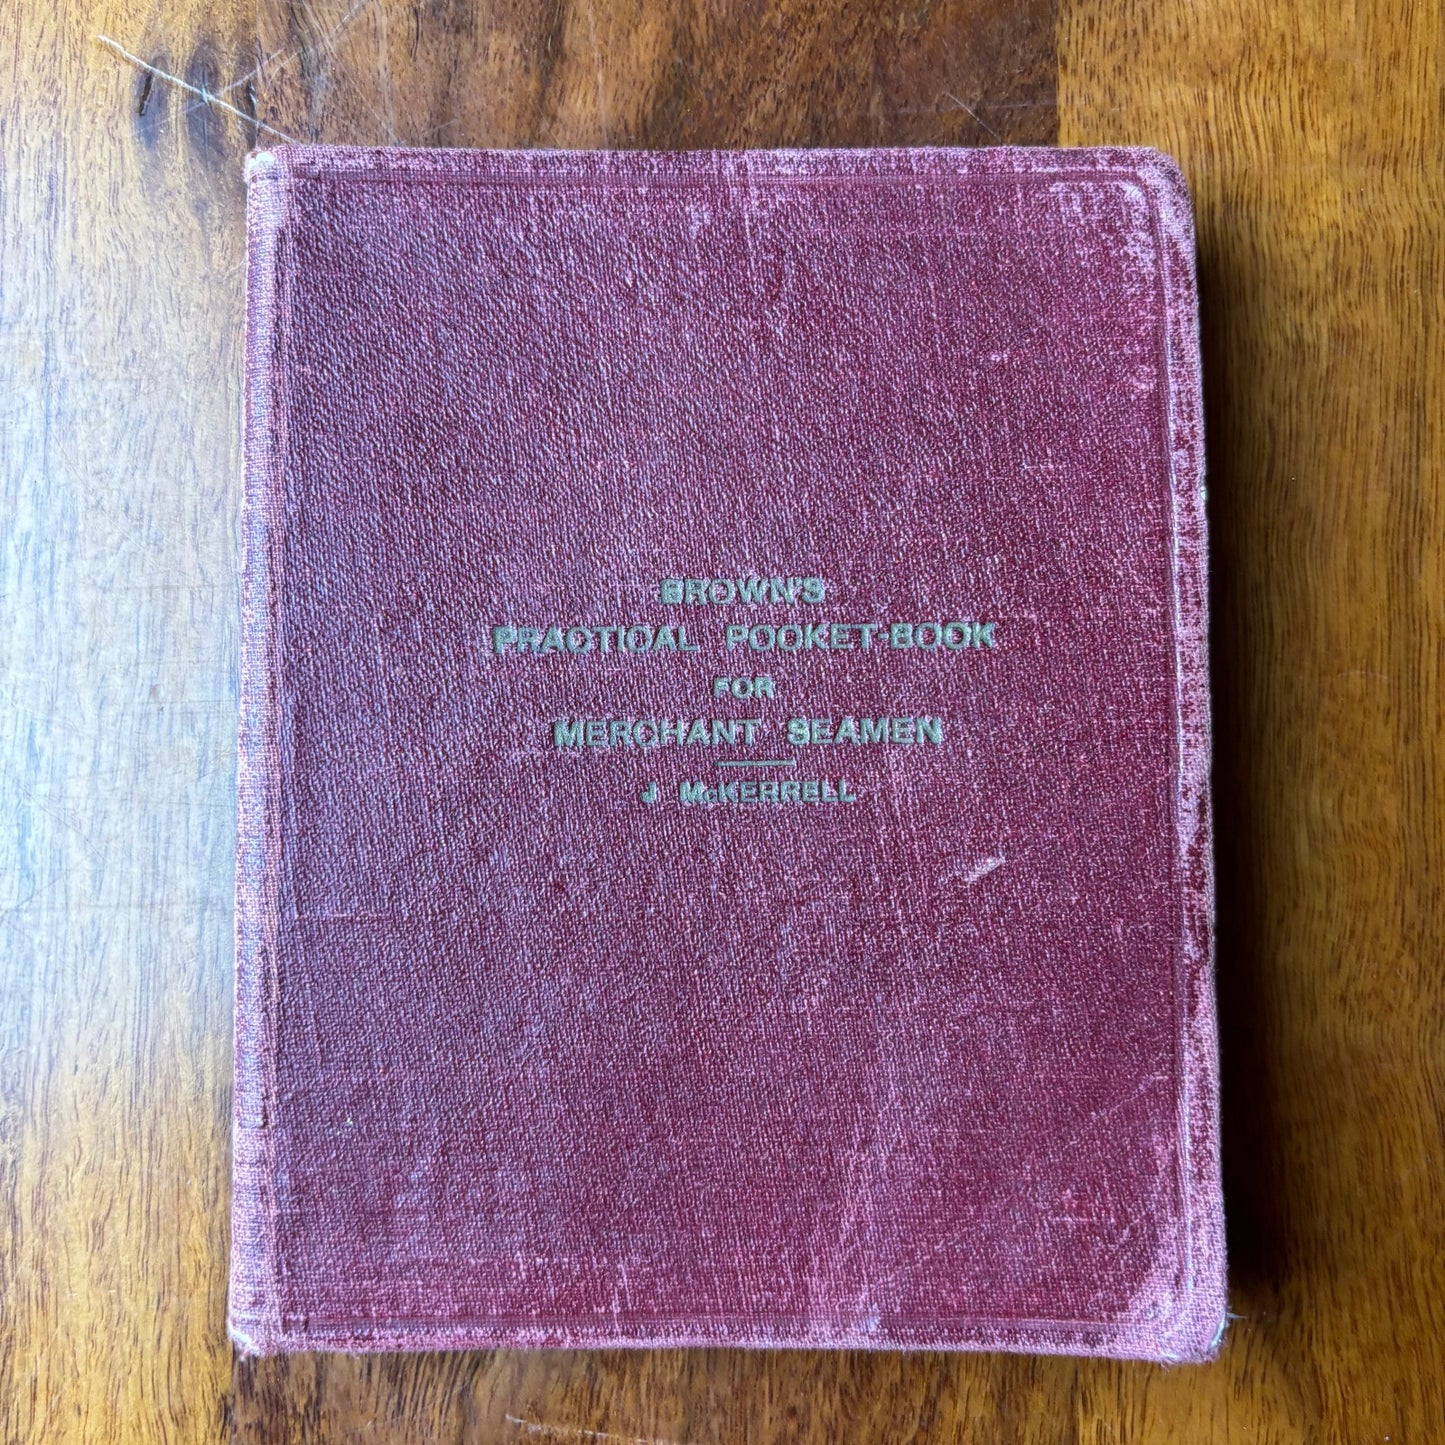 BROWN'S
PRACTICAL POCKET-BOOK
FOR
MERCHANT SEAMEN
J McKERRELL